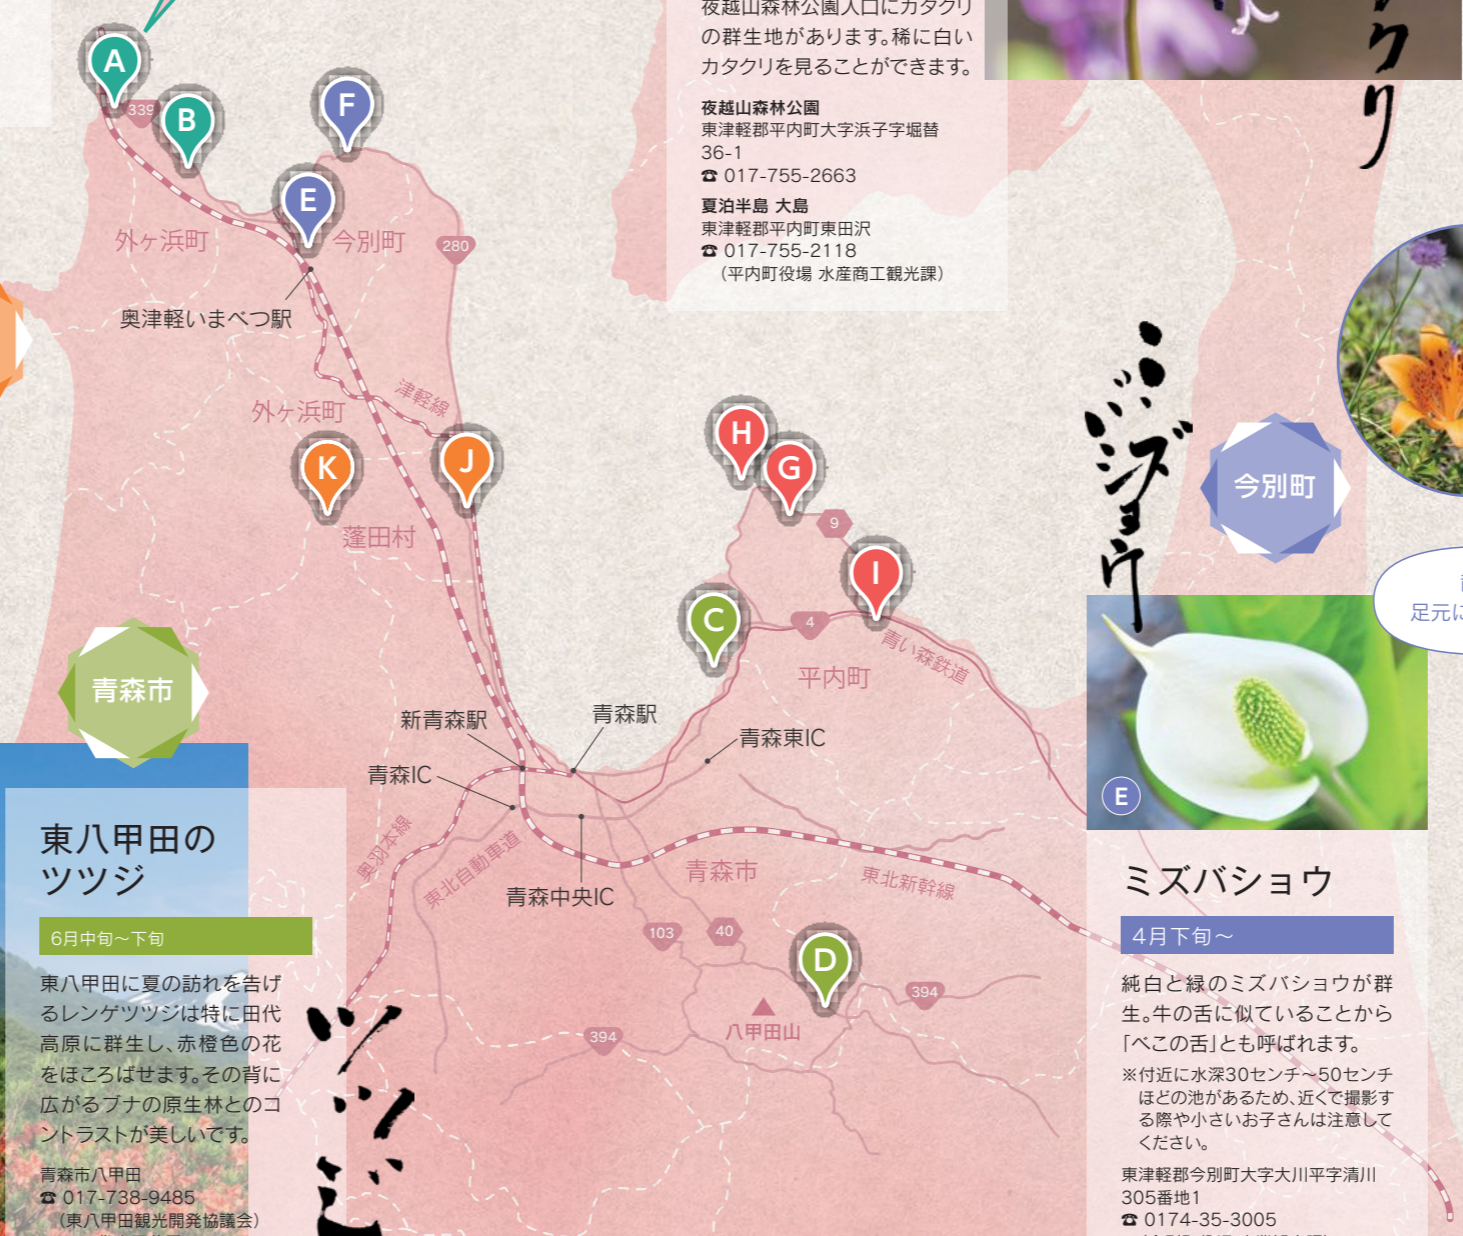 夜越山森林公園入口にカタクリ
の群生地があります。稀に白い
カタクリを見ることができます。
夜越山森林公園
東津軽郡平内町大字浜子字堀替
36-1
☎ 017-755-2663
夏泊半島 大島
東津軽郡平内町東田沢
☎ 017-755-2118
（平内町役場 水産商工観光課）
クリ
A
339
B
F
E
外ヶ浜町
今別町
280
奥津軽いまべつ駅
津軽線
外ヶ浜町
K
J
蓬田村
H
G
9
I
C
4
青い森鉄道
平内町
新青森駅
青森駅
青森東IC
青森IC
奥羽本線
東北自動車道
青森中央IC
青森市
東北新幹線
103
40
D
394
八甲田山
394
青森市
東八甲田の
ツツジ
6月中旬～下旬
東八甲田に夏の訪れを告げ
るレンゲツツジは特に田代
高原に群生し、赤橙色の花
をほころばせます。その背に
広がるブナの原生林とのコ
ントラストが美しいです。
青森市八甲田
☎ 017-738-9485
（東八甲田観光開発協議会）
ツツジ
ミズバショウ
今別町
足元に
E
ミズバショウ
4月下旬～
純白と緑のミズバショウが群
生。牛の舌に似ていることから
「べこの舌」とも呼ばれます。
※付近に水深30センチ～50センチ
ほどの池があるため、近くで撮影す
る際や小さいお子さんは注意して
ください。
東津軽郡今別町大字大川平字清川
305番地1
☎ 0174-35-3005